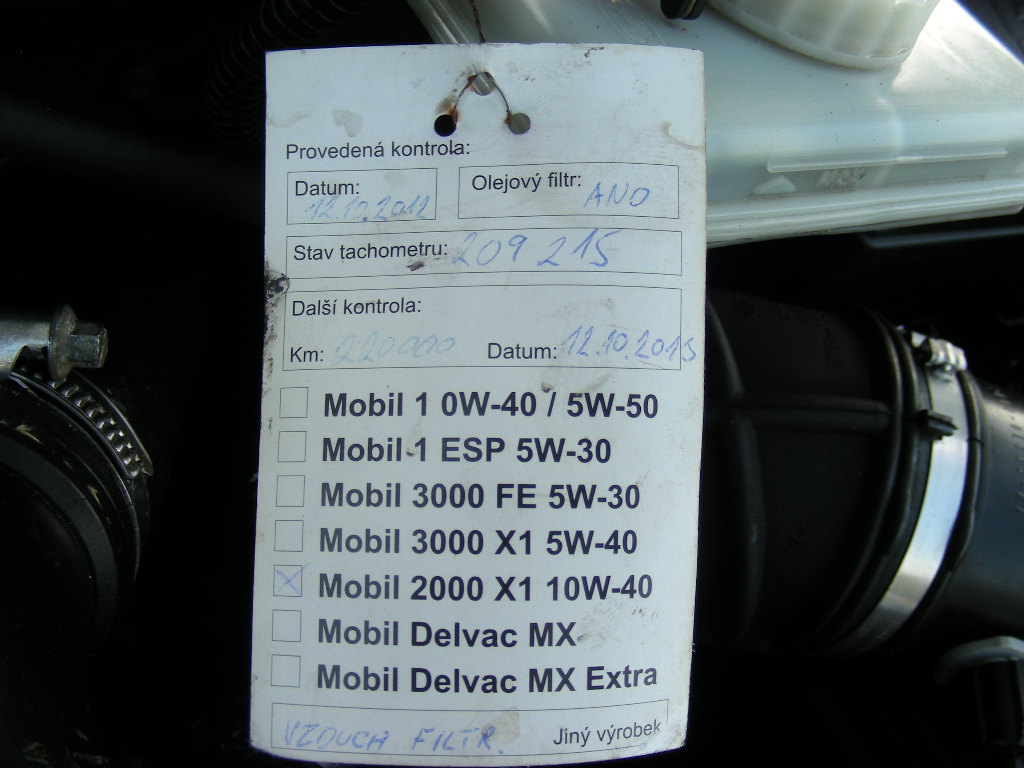 Provedená kontrola:
Datum: 12.10.2012 Olejový filtr: ANO
Stav tachometru: 209 215
Další kontrola:
Km: 220000 Datum: 12.10.2013
Mobil 1 0W-40 / 5W-50
Mobil 1 ESP 5W-30
Mobil 3000 FE 5W-30
Mobil 3000 X1 5W-40
Mobil 2000 X1 10W-40
Mobil Delvac MX
Mobil Delvac MX Extra
VZDUCH FILTR. Jiný výrobek